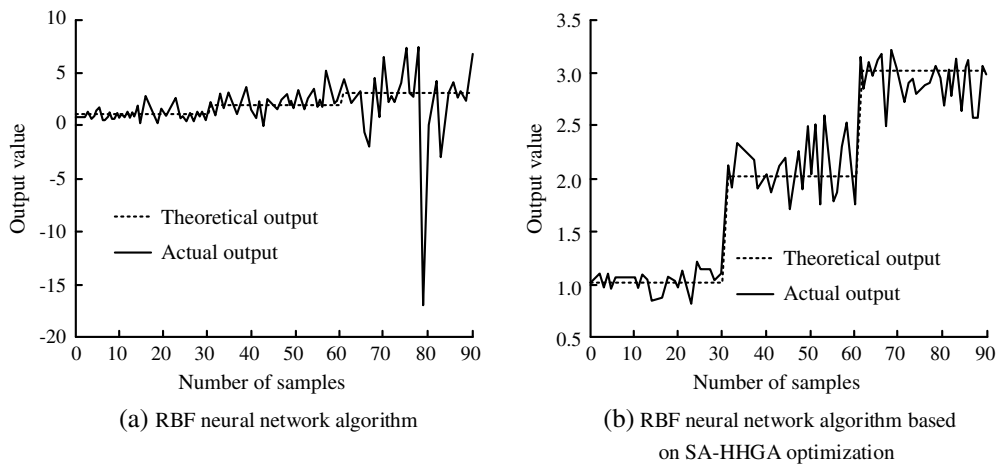 10
5
0
-5
-10
-15
-20
Output value
Theoretical output
Actual output
0 10 20 30 40 50 60 70 80 90
Number of samples
(a) RBF neural network algorithm
3.5
3.0
2.5
2.0
1.5
1.0
0.5
Output value
Theoretical output
Actual output
0 10 20 30 40 50 60 70 80 90
Number of samples
(b) RBF neural network algorithm based
on SA-HHGA optimization